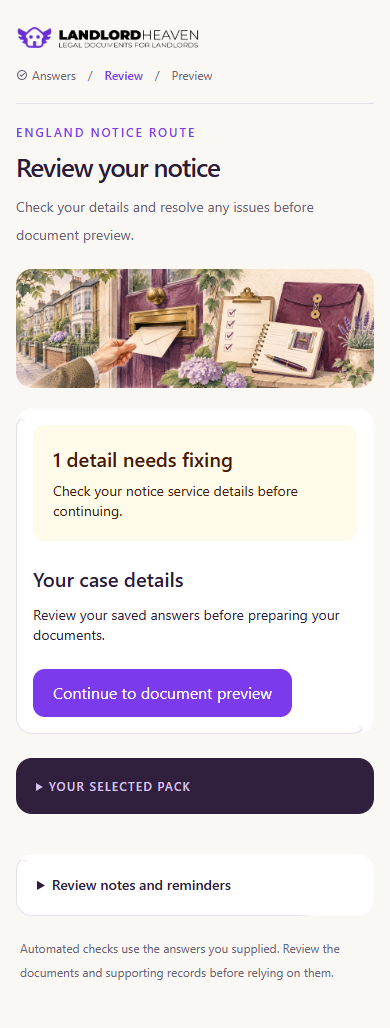 LANDLORDHEAVEN
LEGAL DOCUMENTS FOR LANDLORDS
Answers / Review / Preview
ENGLAND NOTICE ROUTE
Review your notice
Check your details and resolve any issues before
document preview.
1 detail needs fixing
Check your notice service details before
continuing.
Your case details
Review your saved answers before preparing your
documents.
Continue to document preview
YOUR SELECTED PACK
Review notes and reminders
Automated checks use the answers you supplied. Review the
documents and supporting records before relying on them.